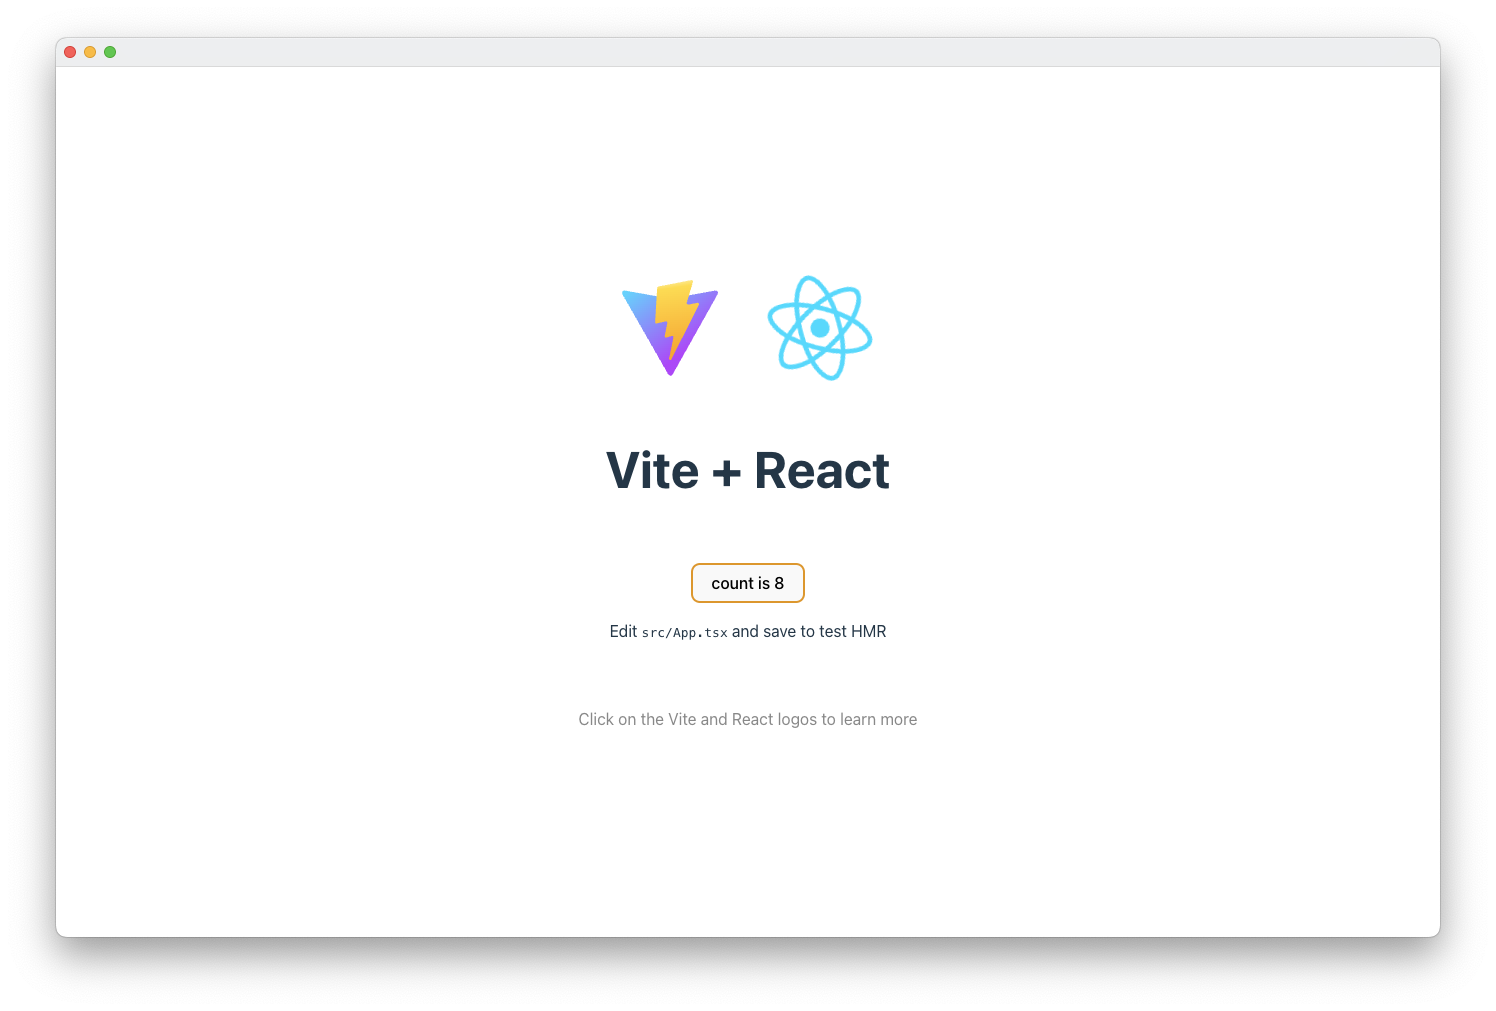 Vite + React
count is 8
Edit src/App.tsx and save to test HMR
Click on the Vite and React logos to learn more